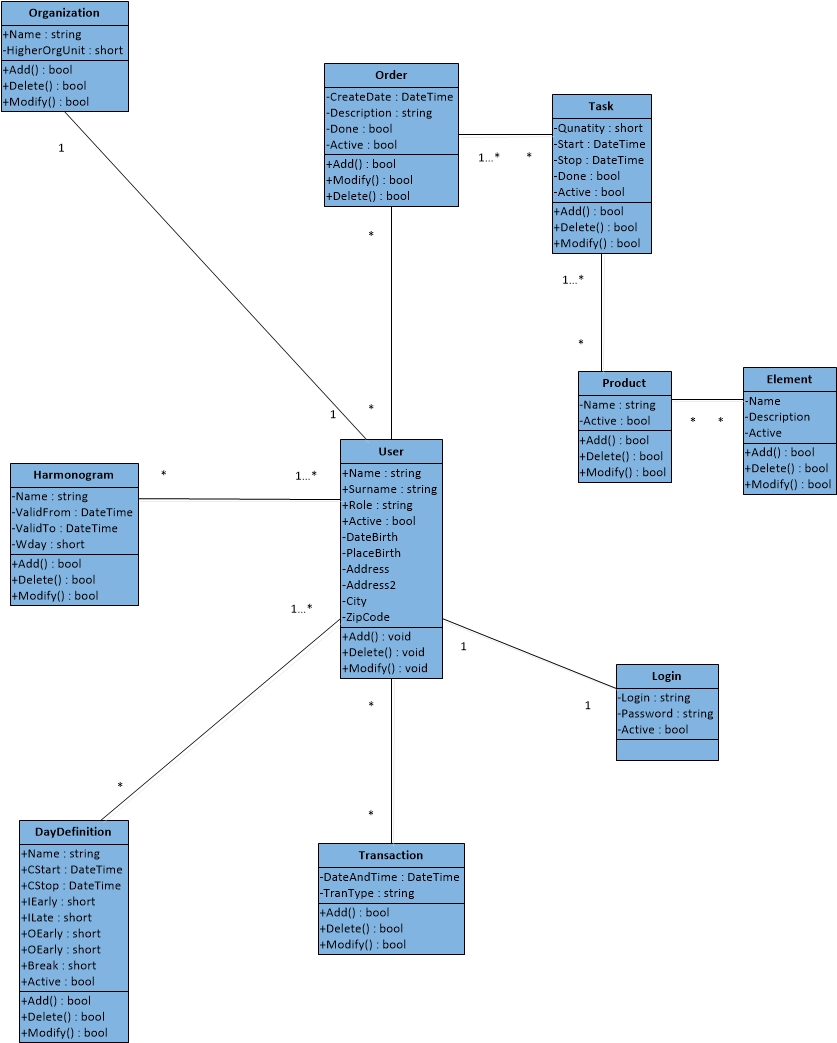 Organization
+Name : string
-HigherOrgUnit : short
+Add() : bool
+Delete() : bool
+Modify() : bool
1
1
Order
-CreateDate : DateTime
-Description : string
-Done : bool
-Active : bool
+Add() : bool
+Modify() : bool
+Delete() : bool
1...*
*
Task
-Qunatity : short
-Start : DateTime
-Stop : DateTime
-Done : bool
-Active : bool
+Add() : bool
+Delete() : bool
+Modify() : bool
1...*
*
Product
-Name : string
-Active : bool
+Add() : bool
+Delete() : bool
+Modify() : bool
*
*
Element
-Name
-Description
-Active
+Add() : bool
+Delete() : bool
+Modify() : bool
*
*
User
+Name : string
+Surname : string
+Role : string
+Active : bool
-DateBirth
-PlaceBirth
-Address
-Address2
-City
-ZipCode
+Add() : void
+Delete() : void
+Modify() : void
*
1...*
Harmonogram
-Name : string
-ValidFrom : DateTime
-ValidTo : DateTime
-Wday : short
+Add() : bool
+Delete() : bool
+Modify() : bool
1...*
*
1
1
Login
-Login : string
-Password : string
-Active : bool
*
*
DayDefinition
+Name : string
+CStart : DateTime
+CStop : DateTime
+IEarly : short
+ILate : short
+OEarly : short
+OEarly : short
+Break : short
+Active : bool
+Add() : bool
+Delete() : bool
+Modify() : bool
Transaction
-DateAndTime : DateTime
-TranType : string
+Add() : bool
+Delete() : bool
+Modify() : bool